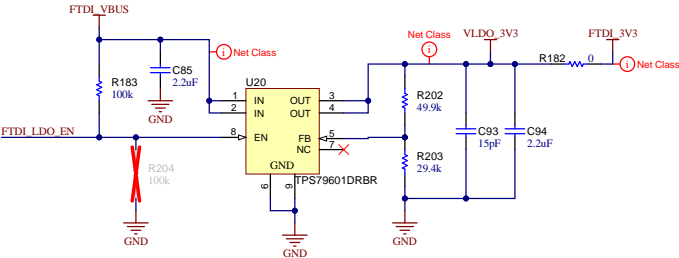 FTDI_VBUS
VLDO_3V3
FTDI_3V3
Net Class
Net Class
R182
0
Net Class
R183
100k
C85
2.2uF
GND
U20
1
IN
OUT
3
2
IN
OUT
4
8
EN
FB
5
NC
7
GND
6
9
TPS79601DRBR
FTDI_LDO_EN
R204
100k
R202
49.9k
R203
29.4k
C93
15pF
C94
2.2uF
GND
GND
GND